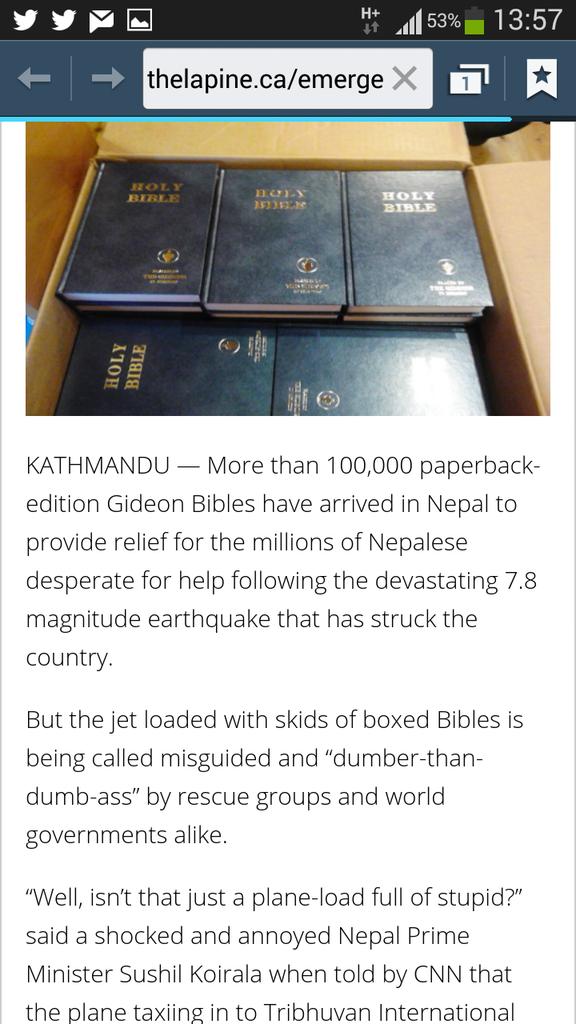 H+ 53% 13:57
thelapine.ca/emerge 1
HOLY BIBLE
HOLY BIBLE
HOLY BIBLE
HOLY BIBLE
KATHMANDU — More than 100,000 paperback-
edition Gideon Bibles have arrived in Nepal to
provide relief for the millions of Nepalese
desperate for help following the devastating 7.8
magnitude earthquake that has struck the
country.
But the jet loaded with skids of boxed Bibles is
being called misguided and “dumber-than-
dumb-ass” by rescue groups and world
governments alike.
“Well, isn’t that just a plane-load full of stupid?”
said a shocked and annoyed Nepal Prime
Minister Sushil Koirala when told by CNN that
the plane taxiing in to Tribhuvan International